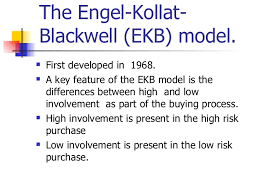 The Engel-Kollat-
Blackwell (EKB) model.
First developed in 1968.
A key feature of the EKB model is the
differences between high and low
involvement as part of the buying process.
High involvement is present in the high risk
purchase
Low involvement is present in the low risk
purchase.